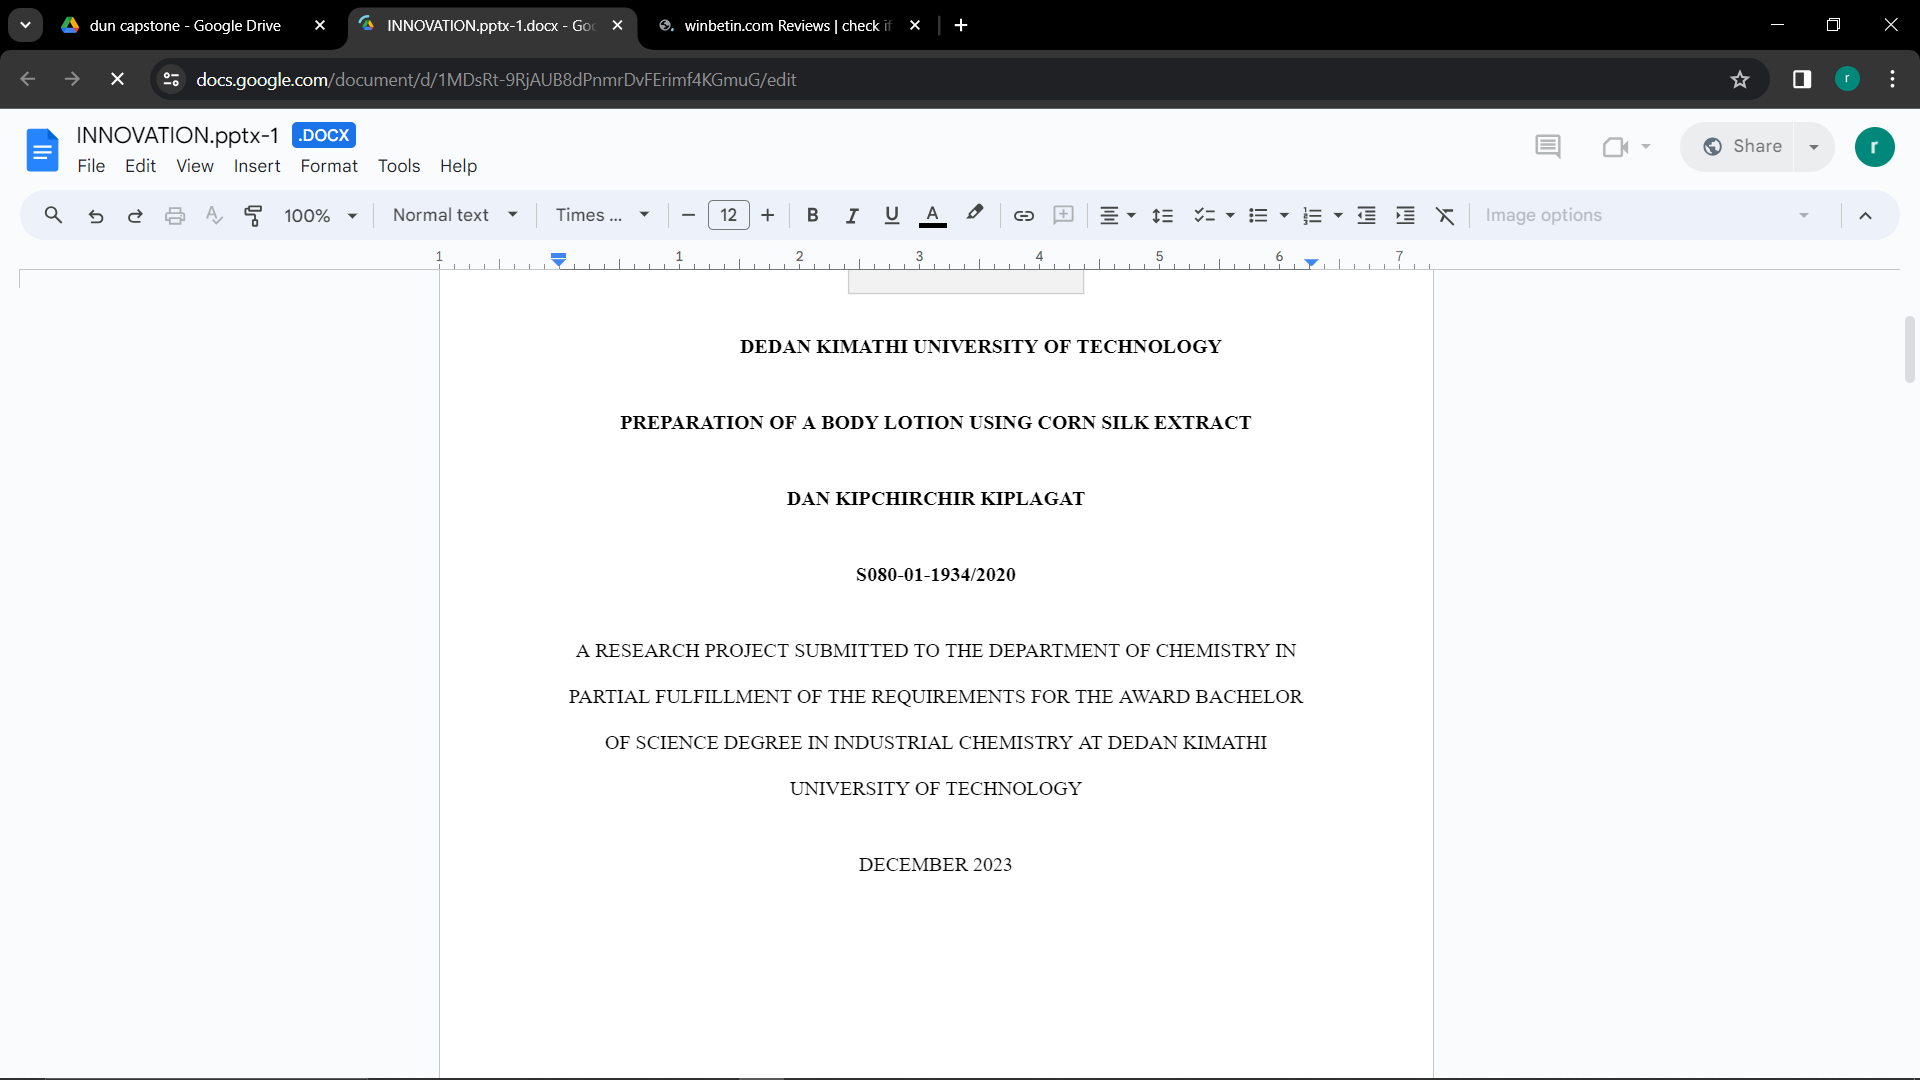 dun capstone - Google Drive
INNOVATION.pptx-1.docx - Goo
winbetin.com Reviews | check if
docs.google.com/document/d/1MDsRt-9RjAUB8dPnmrDvFErimf4KGmuG/edit
r
INNOVATION.pptx-1 .DOCX
File Edit View Insert Format Tools Help
Share
r
100% Normal text Times ... 12 B I U A Image options
1 1 2 3 4 5 6 7
DEDAN KIMATHI UNIVERSITY OF TECHNOLOGY
PREPARATION OF A BODY LOTION USING CORN SILK EXTRACT
DAN KIPCHIRCHIR KIPLAGAT
S080-01-1934/2020
A RESEARCH PROJECT SUBMITTED TO THE DEPARTMENT OF CHEMISTRY IN
PARTIAL FULFILLMENT OF THE REQUIREMENTS FOR THE AWARD BACHELOR
OF SCIENCE DEGREE IN INDUSTRIAL CHEMISTRY AT DEDAN KIMATHI
UNIVERSITY OF TECHNOLOGY
DECEMBER 2023